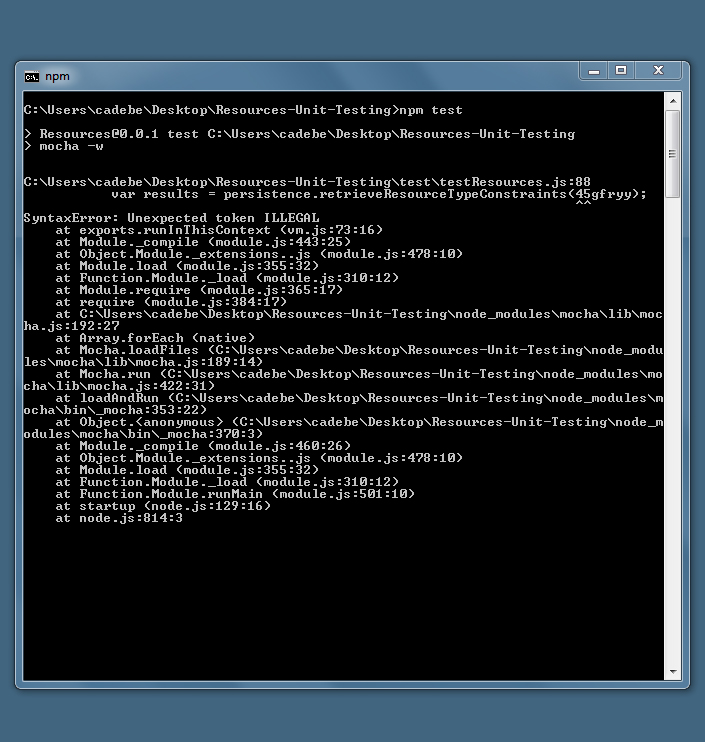 npm
C:\Users\cadebe\Desktop\Resources-Unit-Testing>npm test
> Resources@0.0.1 test C:\Users\cadebe\Desktop\Resources-Unit-Testing
> mocha -w
C:\Users\cadebe\Desktop\Resources-Unit-Testing\test\testResources.js:88
           var results = persistence.retrieveResourceTypeConstraints(45gfryy);
                                                                     ^^
SyntaxError: Unexpected token ILLEGAL
    at exports.runInThisContext (vm.js:73:16)
    at Module._compile (module.js:443:25)
    at Object.Module._extensions..js (module.js:478:10)
    at Module.load (module.js:355:32)
    at Function.Module._load (module.js:310:12)
    at Module.require (module.js:365:17)
    at require (module.js:384:17)
    at C:\Users\cadebe\Desktop\Resources-Unit-Testing\node_modules\mocha\lib\moc
ha.js:192:27
    at Array.forEach (native)
    at Mocha.loadFiles (C:\Users\cadebe\Desktop\Resources-Unit-Testing\node_modu
les\mocha\lib\mocha.js:189:14)
    at Mocha.run (C:\Users\cadebe\Desktop\Resources-Unit-Testing\node_modules\mo
cha\lib\mocha.js:422:31)
    at loadAndRun (C:\Users\cadebe\Desktop\Resources-Unit-Testing\node_modules\m
ocha\bin\_mocha:353:22)
    at Object.(anonymous) (C:\Users\cadebe\Desktop\Resources-Unit-Testing\node_m
odules\mocha\bin\_mocha:370:3)
    at Module._compile (module.js:460:26)
    at Object.Module._extensions..js (module.js:478:10)
    at Module.load (module.js:355:32)
    at Function.Module._load (module.js:310:12)
    at Function.Module.runMain (module.js:501:10)
    at startup (node.js:129:16)
    at node.js:814:3